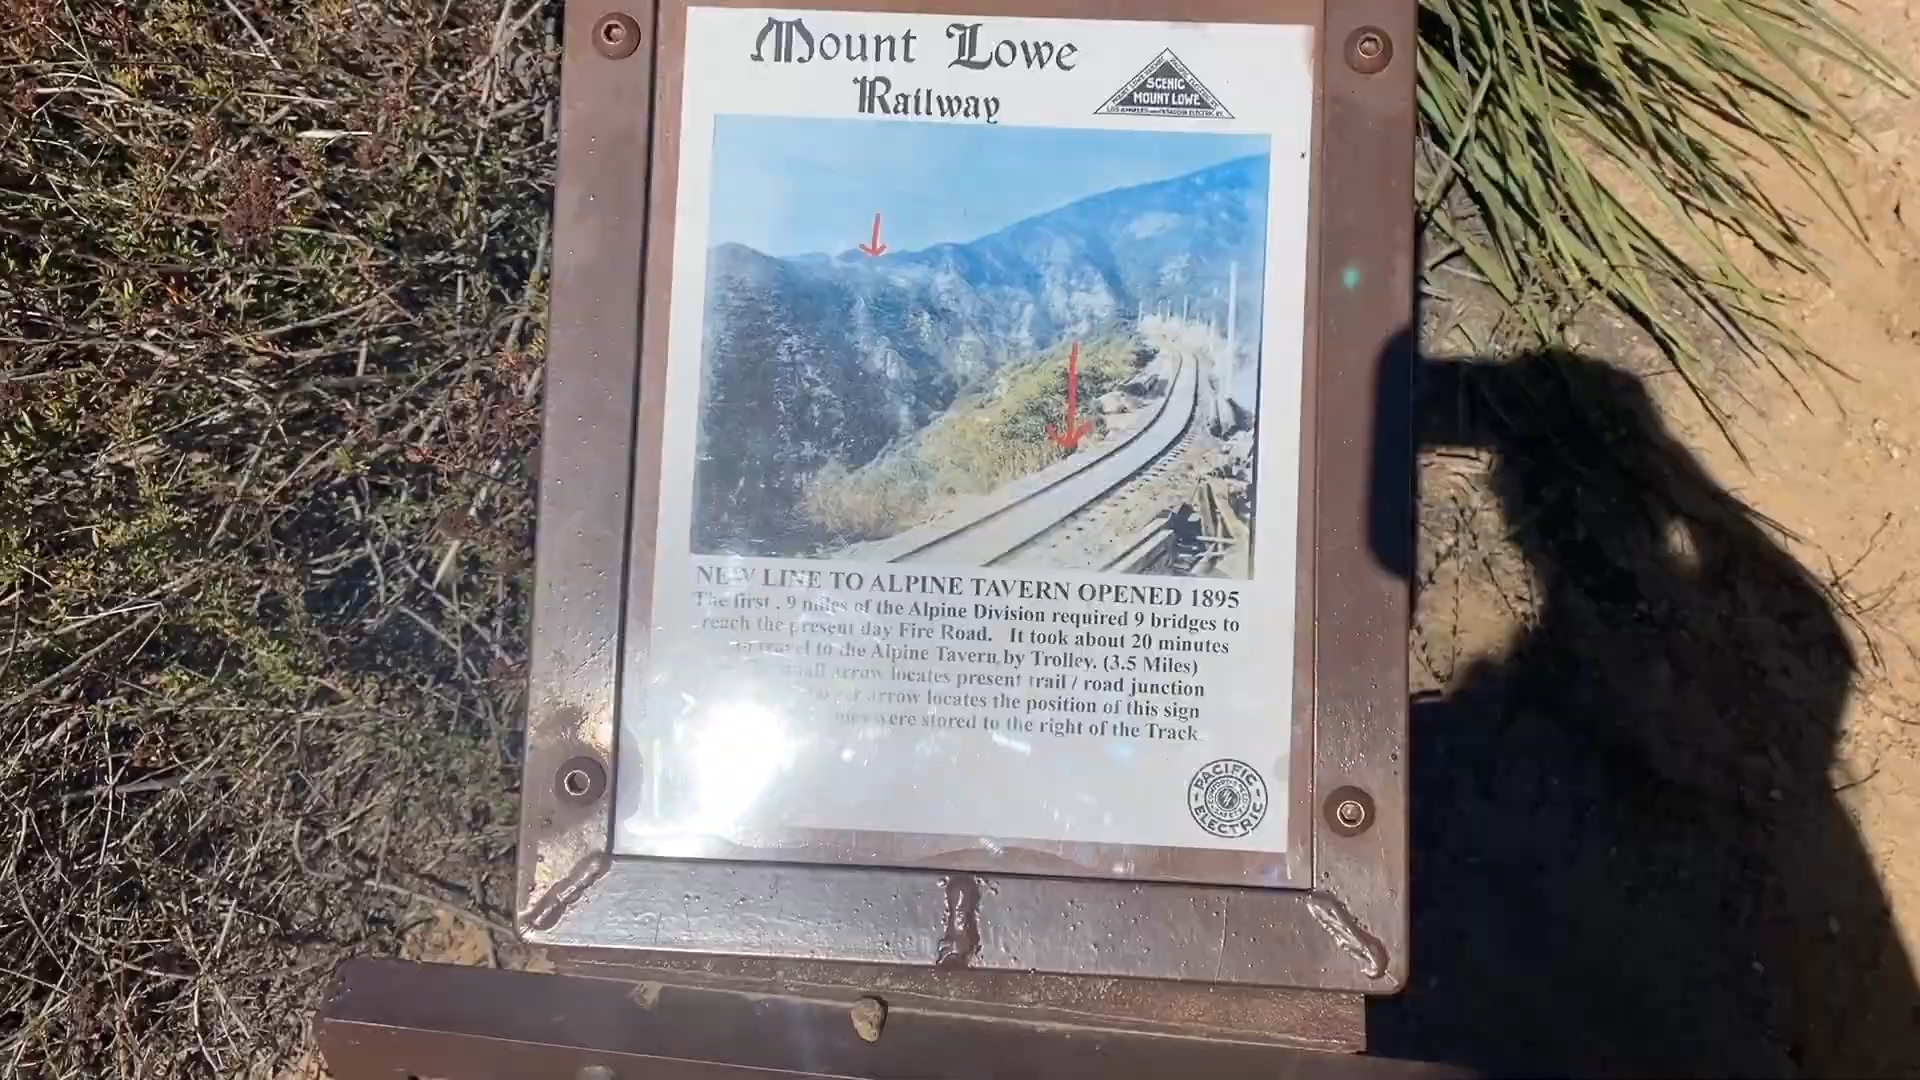 Mount Lowe
Railway
SCENIC
MOUNT LOWE
NEW LINE TO ALPINE TAVERN OPENED 1895
The first . 9 miles of the Alpine Division required 9 bridges to
reach the present day Fire Road. It took about 20 minutes
to travel to the Alpine Tavern by Trolley. (3.5 Miles)
small arrow locates present trail / road junction
arrow locates the position of this sign
were stored to the right of the Track
PACIFIC
ELECTRIC